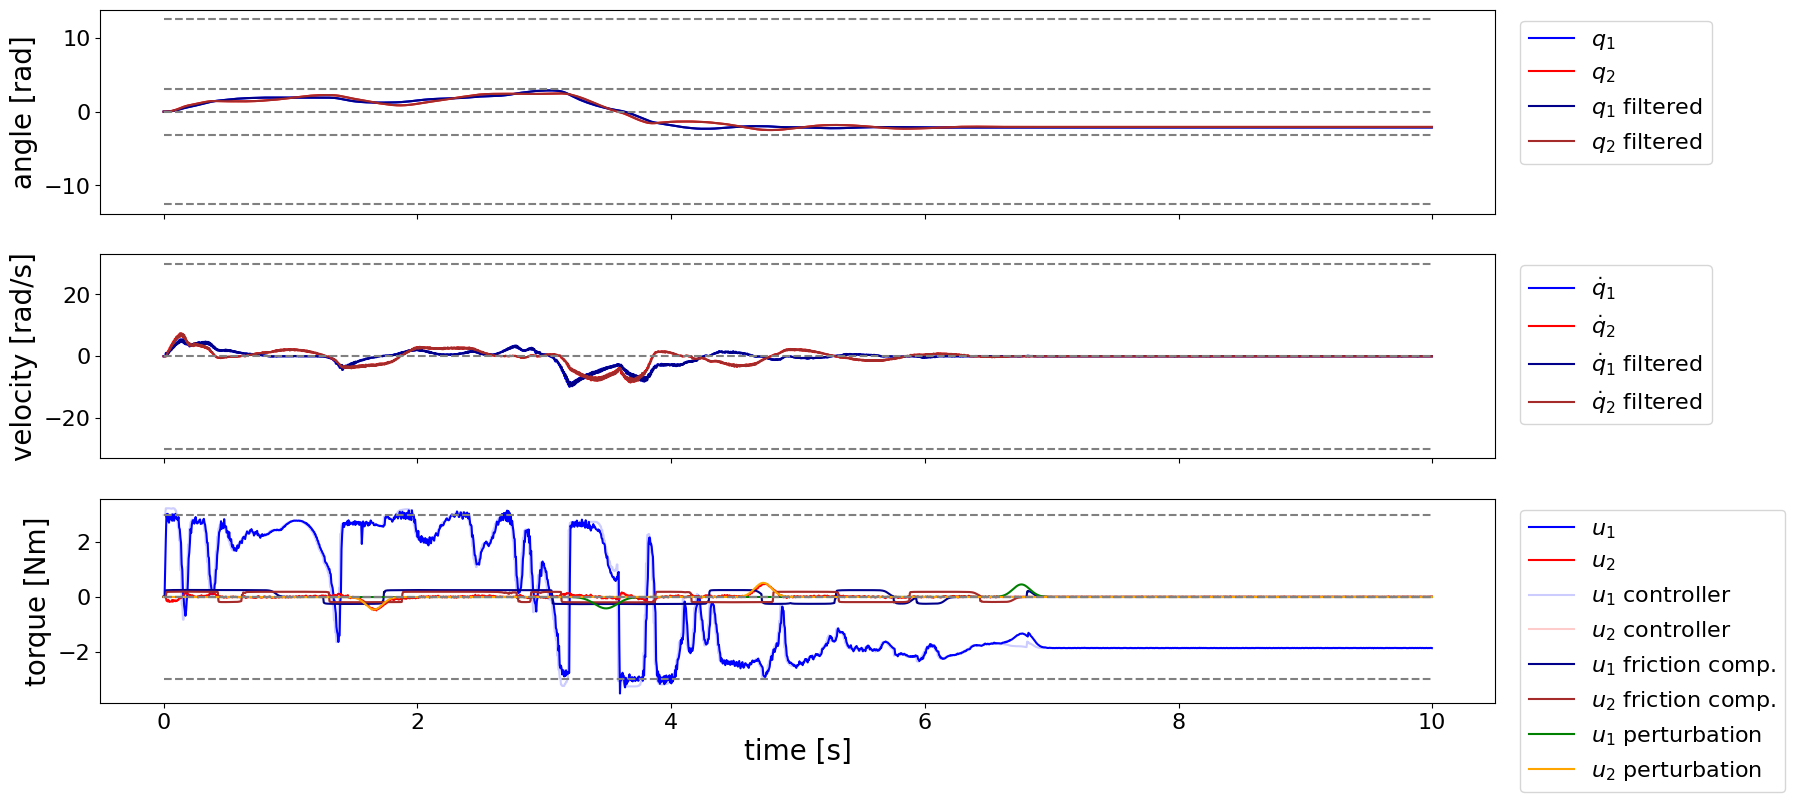 angle [rad]
10
0
−10
q₁
q₂
q₁ filtered
q₂ filtered
velocity [rad/s]
20
0
−20
q̇₁
q̇₂
q̇₁ filtered
q̇₂ filtered
torque [Nm]
2
0
−2
0 2 4 6 8 10
time [s]
u₁
u₂
u₁ controller
u₂ controller
u₁ friction comp.
u₂ friction comp.
u₁ perturbation
u₂ perturbation